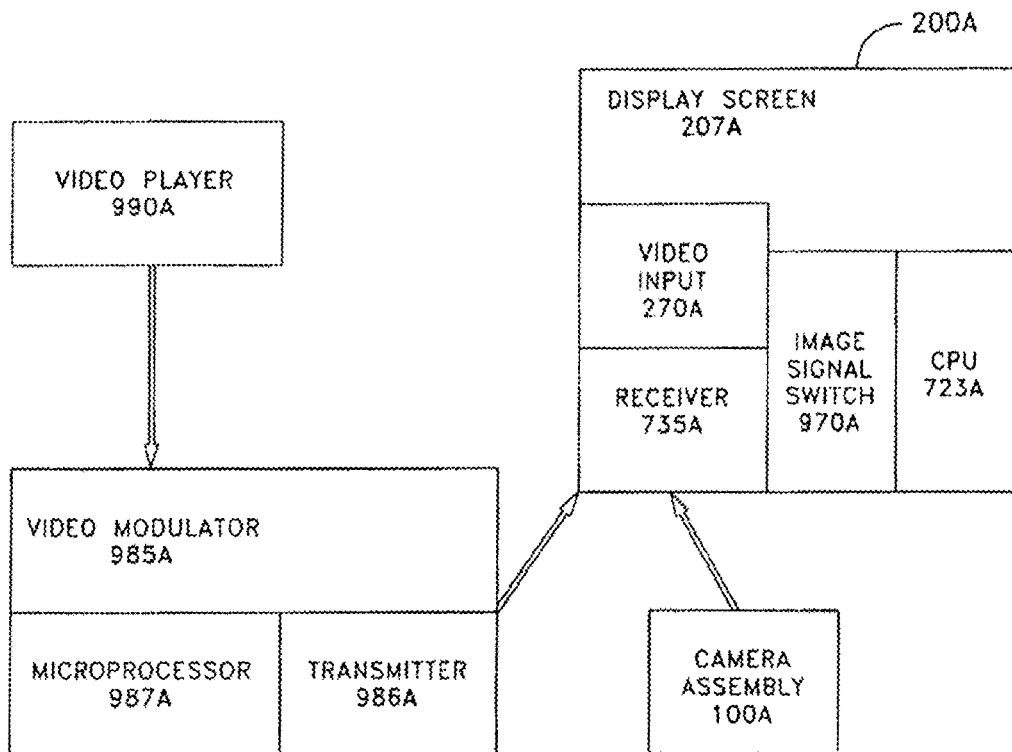 200A
DISPLAY SCREEN
207A
VIDEO PLAYER
990A
VIDEO
INPUT
270A
IMAGE
SIGNAL
SWITCH
970A
CPU
723A
RECEIVER
735A
VIDEO MODULATOR
985A
MICROPROCESSOR
987A
TRANSMITTER
986A
CAMERA
ASSEMBLY
100A